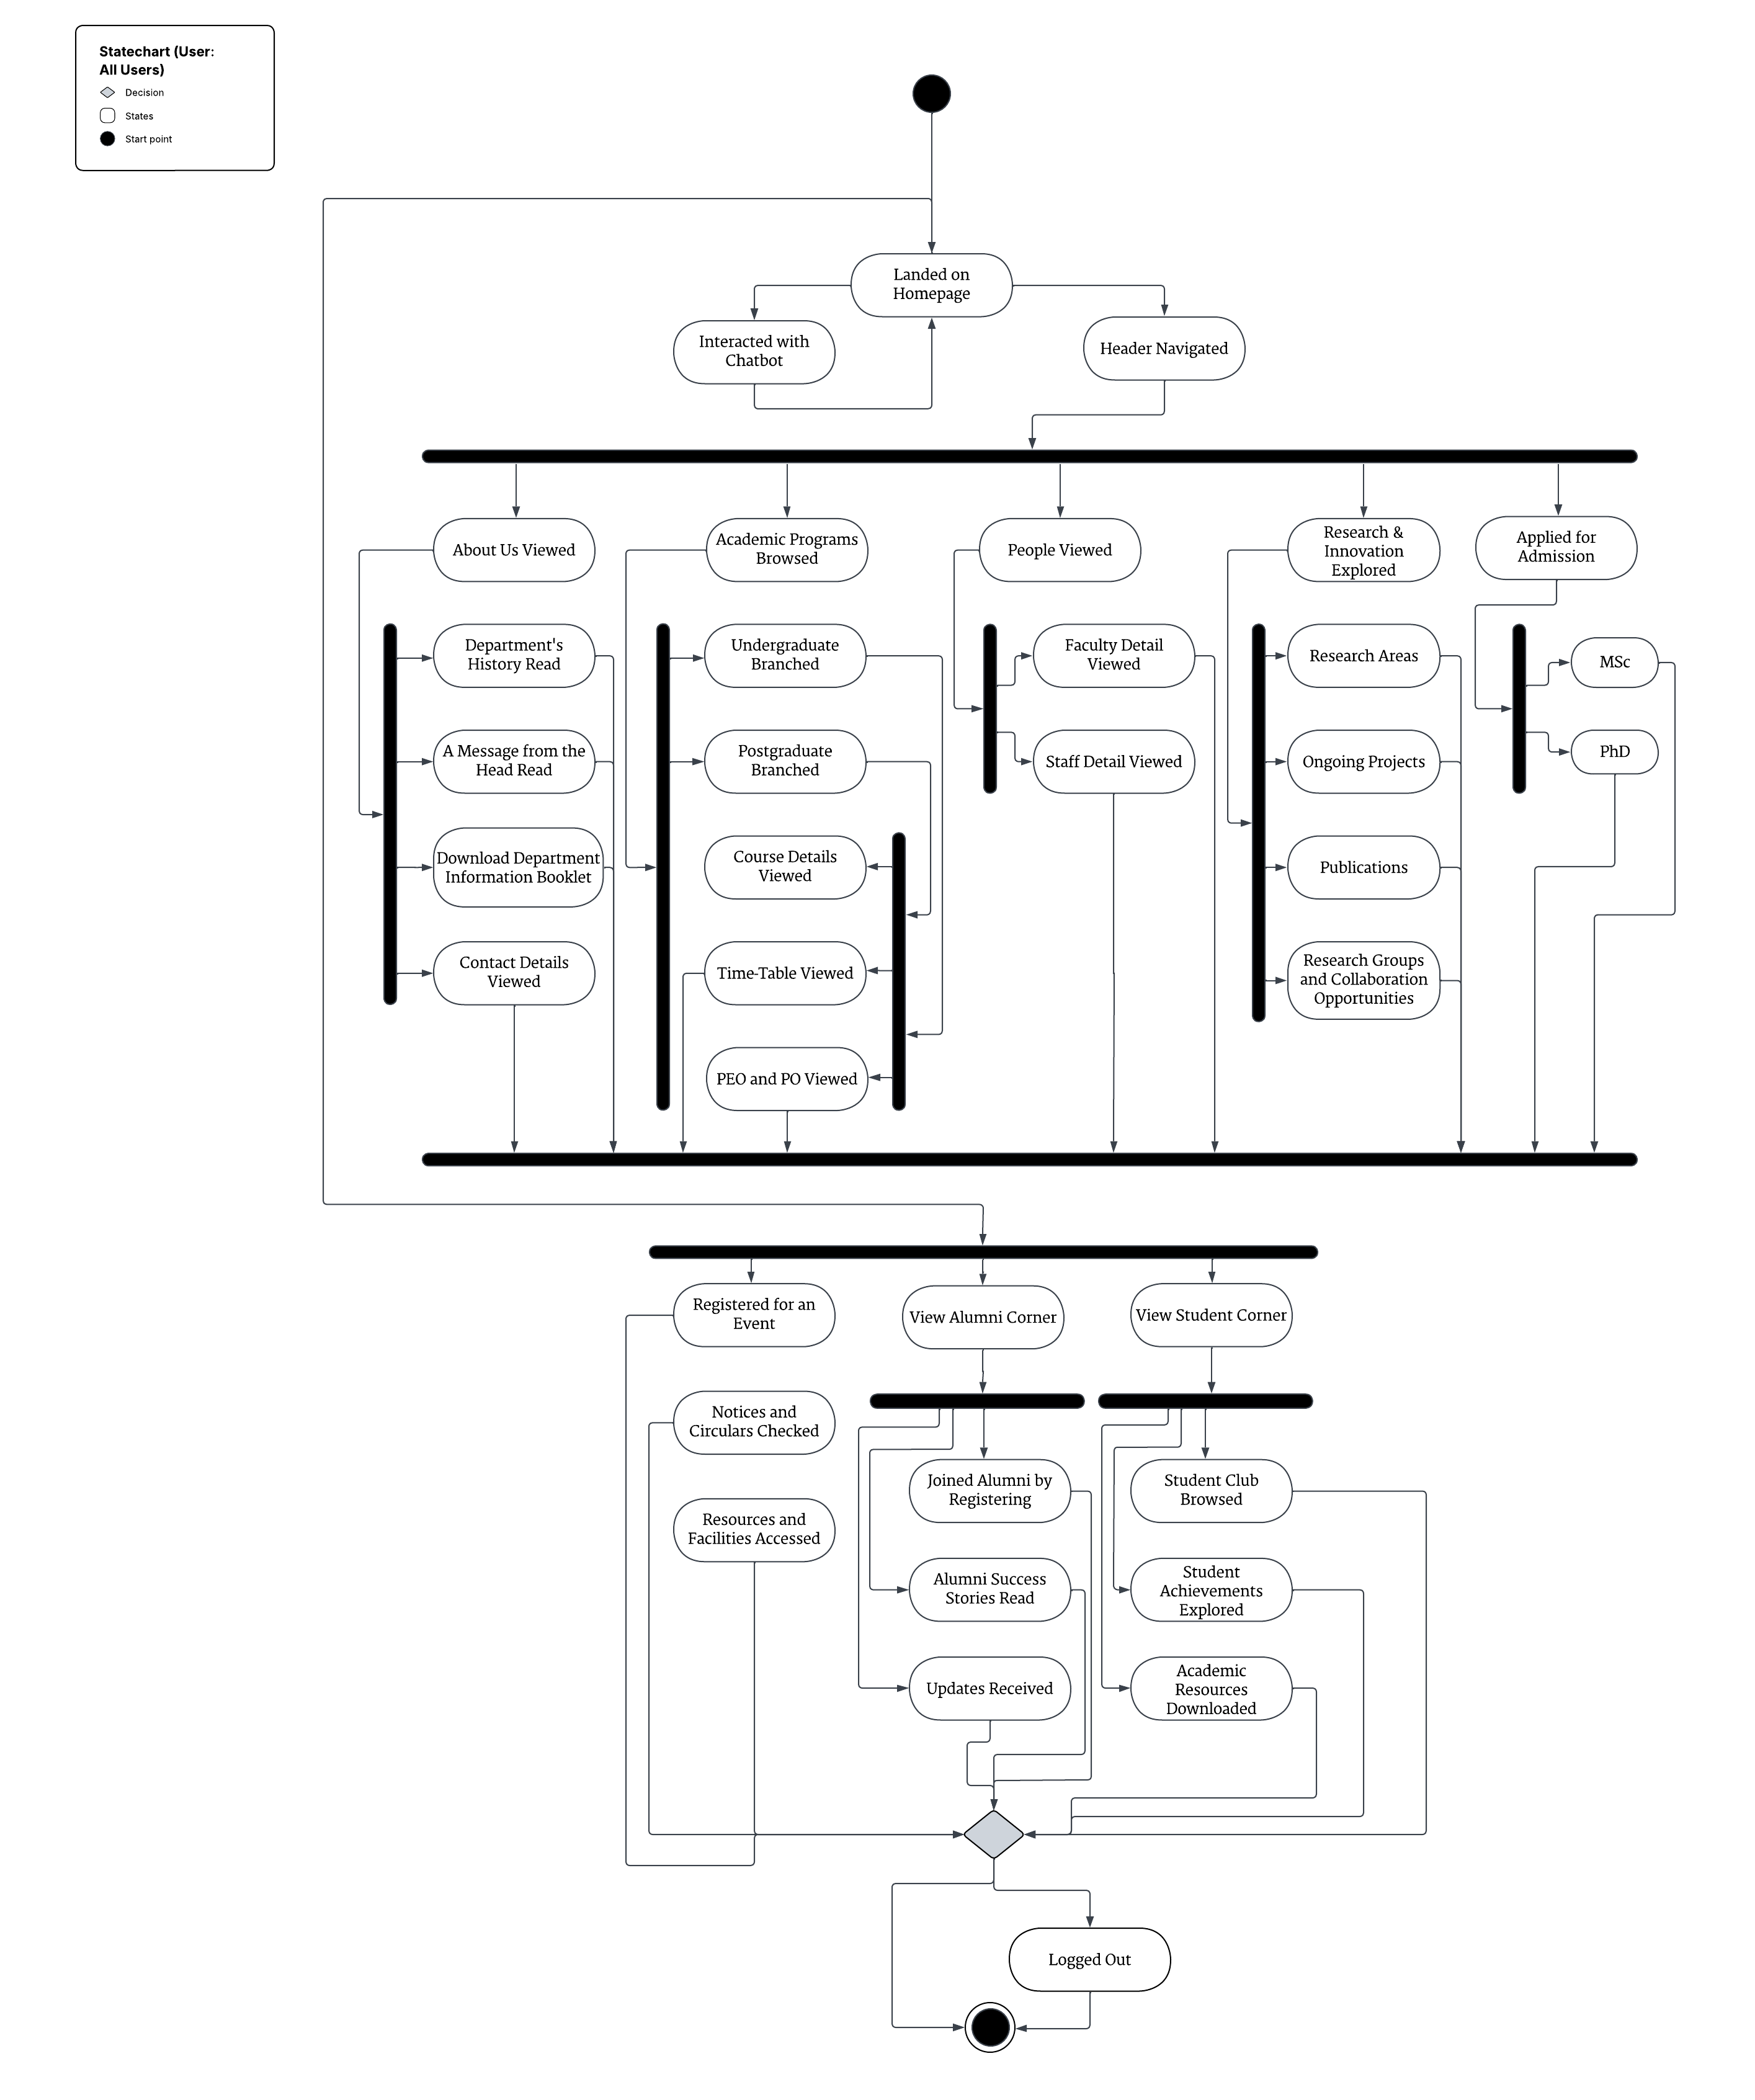 Statechart (User:
All Users)
Decision
States
Start point
Landed on
Homepage
Interacted with
Chatbot
Header Navigated
About Us Viewed
Academic Programs
Browsed
People Viewed
Research &
Innovation
Explored
Applied for
Admission
Department's
History Read
Undergraduate
Branched
Faculty Detail
Viewed
Research Areas
MSc
A Message from the
Head Read
Postgraduate
Branched
Staff Detail Viewed
Ongoing Projects
PhD
Download Department
Information Booklet
Course Details
Viewed
Publications
Contact Details
Viewed
Time-Table Viewed
Research Groups
and Collaboration
Opportunities
PEO and PO Viewed
Registered for an
Event
View Alumni Corner
View Student Corner
Notices and
Circulars Checked
Joined Alumni by
Registering
Student Club
Browsed
Resources and
Facilities Accessed
Alumni Success
Stories Read
Student
Achievements
Explored
Updates Received
Academic
Resources
Downloaded
Logged Out